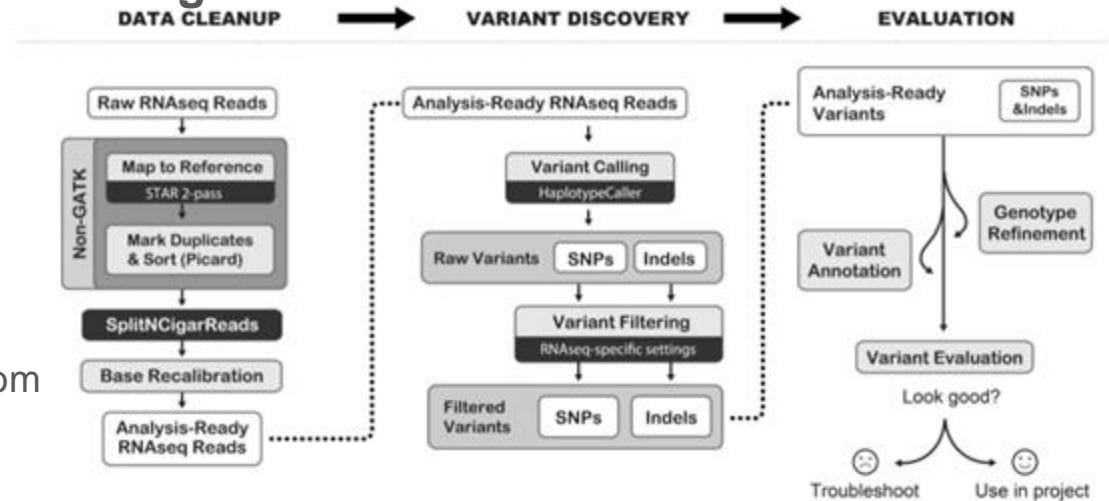 DATA CLEANUP
VARIANT DISCOVERY
EVALUATION
Raw RNAseq Reads
Non-GATK
Map to Reference
STAR 2-pass
Mark Duplicates
& Sort (Picard)
SplitNCigarReads
Base Recalibration
Analysis-Ready
RNAseq Reads
Analysis-Ready RNAseq Reads
Variant Calling
HaplotypeCaller
Raw Variants
SNPs
Indels
Variant Filtering
RNAseq-specific settings
Filtered
Variants
SNPs
Indels
Analysis-Ready
Variants
SNPs
&Indels
Genotype
Refinement
Variant
Annotation
Variant Evaluation
Look good?
Troubleshoot
Use in project